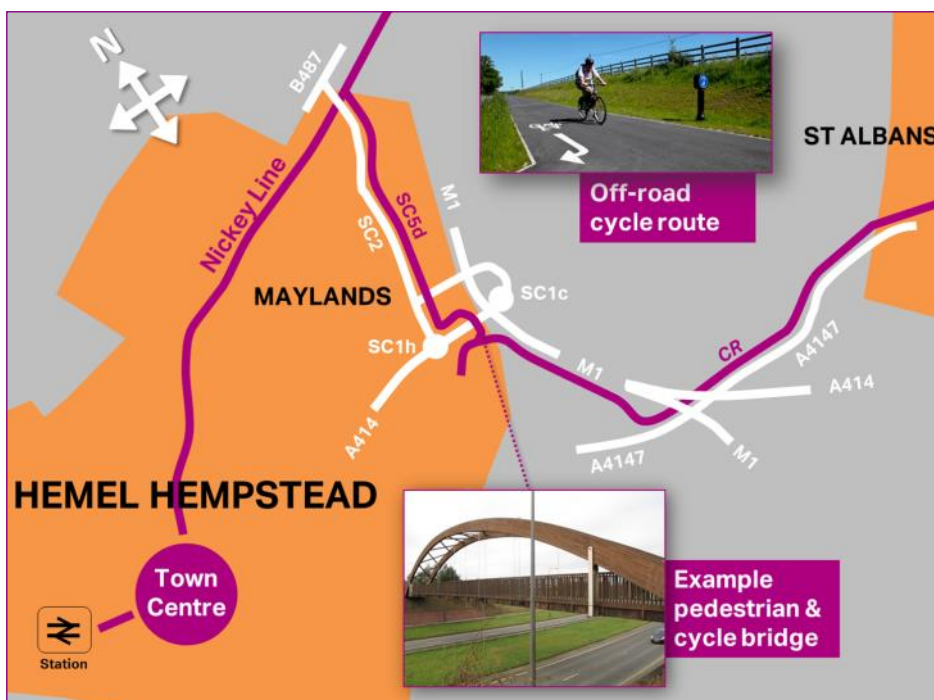 N
B487
Nickey Line
SC5d
SC2
M1
MAYLANDS
SC1c
SC1h
A414
Off-road
cycle route
ST ALBANS
CR
A4147
M1
A414
A4147
M1
HEMEL HEMPSTEAD
Town
Centre
Station
Example
pedestrian &
cycle bridge